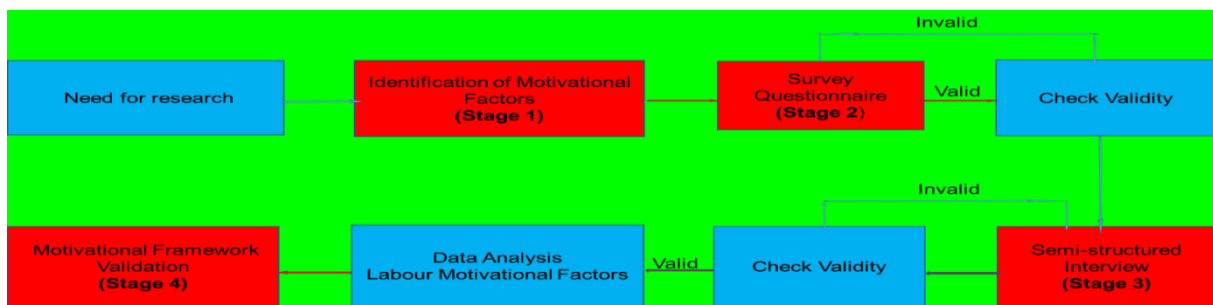 Invalid
Need for research
Identification of Motivational
Factors
(Stage 1)
Survey
Questionnaire
(Stage 2)
Valid
Check Validity
Invalid
Motivational Framework
Validation
(Stage 4)
Data Analysis
Labour Motivational Factors
Valid
Check Validity
Semi-structured
Interview
(Stage 3)